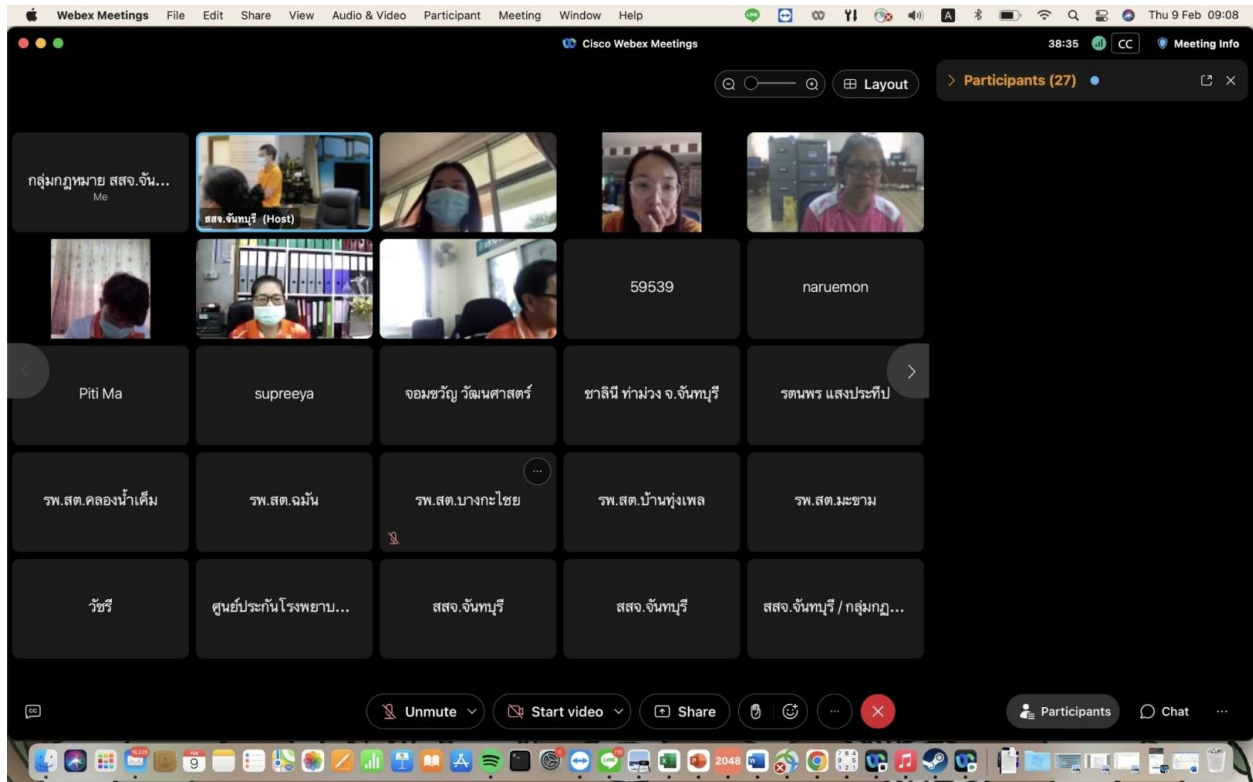 Webex Meetings File Edit Share View Audio & Video Participant Meeting Window Help
A
Thu 9 Feb 09:08
Cisco Webex Meetings
38:35 CC Meeting Info
Layout
Participants (27)
กลุ่มกฎหมาย สสจ.จัน...
Me
สสจ.จันทบุรี (Host)
59539
naruemon
Piti Ma
supreeya
จอมขวัญ วัฒนศาสตร์
ชาลินี ท่าม่วง จ.จันทบุรี
รตนพร แสงประทีป
รพ.สต.คลองน้ำเค็ม
รพ.สต.ฉมัน
รพ.สต.บางกะไชย
รพ.สต.บ้านทุ่งเพล
รพ.สต.มะขาม
วัชรี
ศูนย์ประกันโรงพยาบ...
สสจ.จันทบุรี
สสจ.จันทบุรี
สสจ.จันทบุรี / กลุ่มกฎ...
CC
Unmute
Start video
Share
Participants
Chat
9
2048